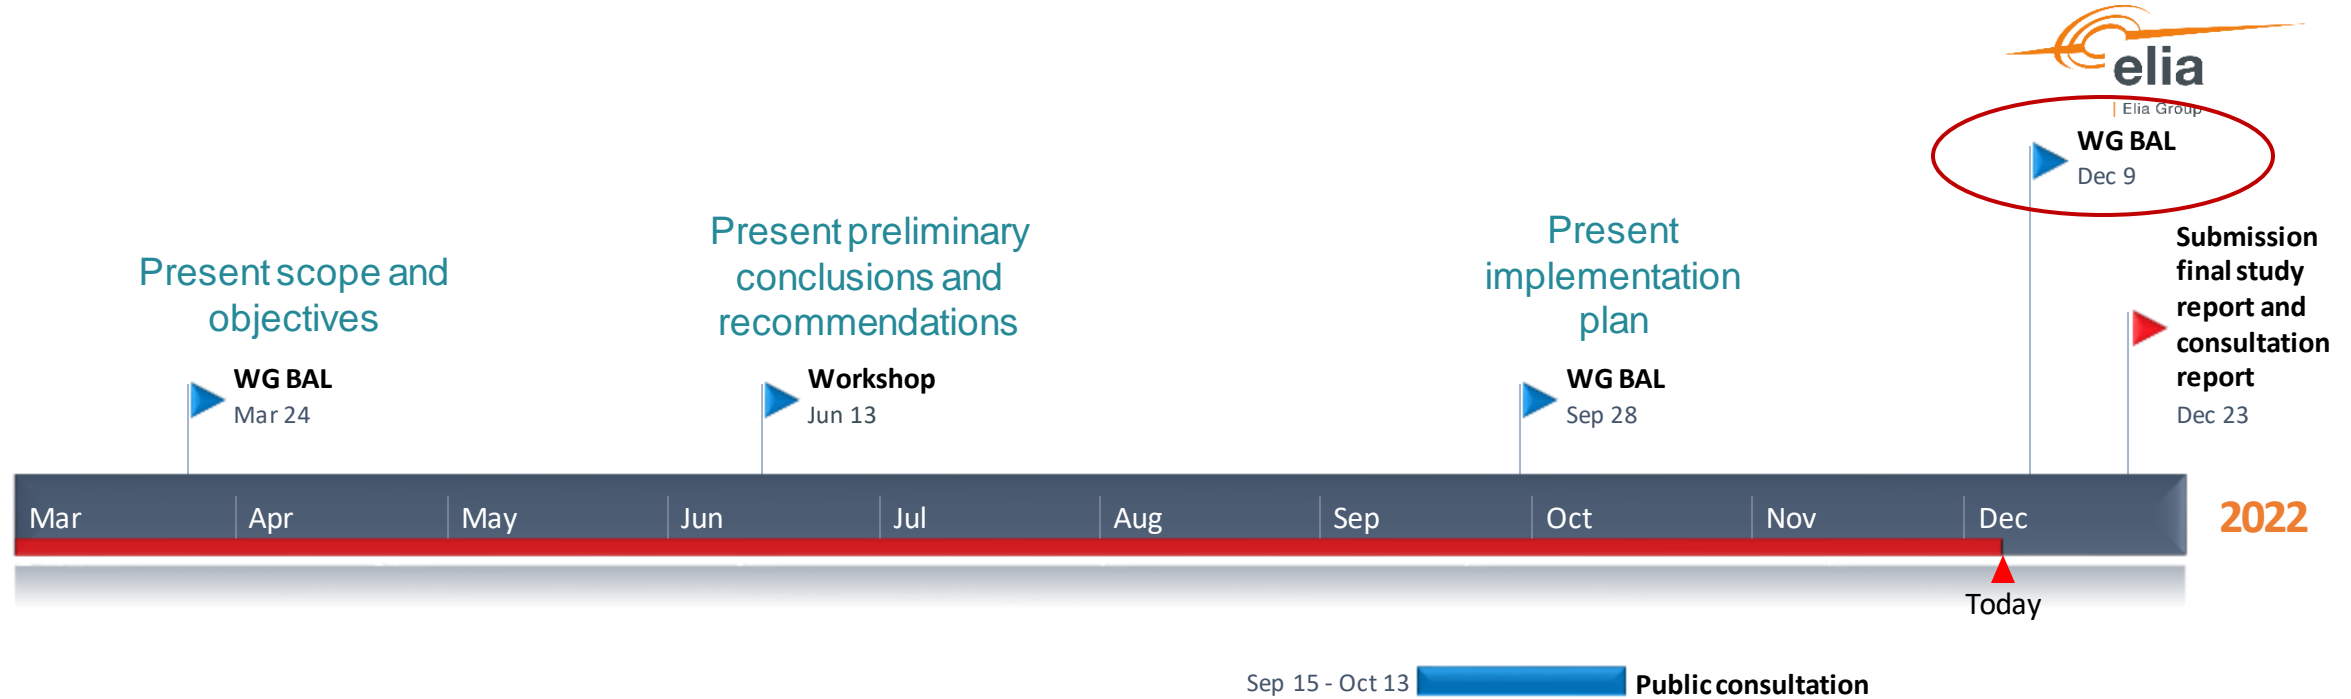 elia
Elia Group
WG BAL
Dec 9
Present scope and
objectives
WG BAL
Mar 24
Present preliminary
conclusions and
recommendations
Workshop
Jun 13
Present
implementation
plan
WG BAL
Sep 28
Submission
final study
report and
consultation
report
Dec 23
Mar
Apr
May
Jun
Jul
Aug
Sep
Oct
Nov
Dec
2022
Today
Sep 15 - Oct 13
Public consultation